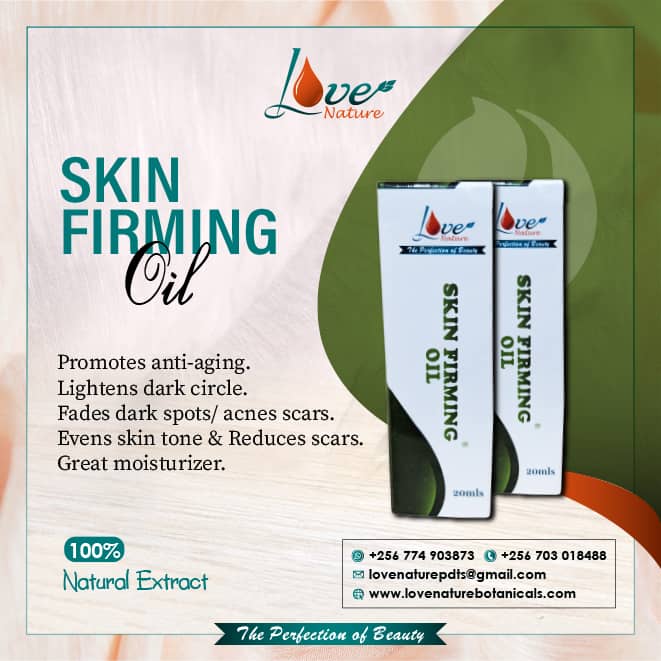 Love
Nature
SKIN
FIRMING
Oil
Promotes anti-aging.
Lightens dark circle.
Fades dark spots/ acnes scars.
Evens skin tone & Reduces scars.
Great moisturizer.
100%
Natural Extract
Love
Nature
The Perfection of Beauty
SKIN FIRMING
OIL
®
20mls
Love
Nature
Perfection of Beauty
SKIN FIRMING
OIL
®
20mls
+256 774 903873 +256 703 018488
lovenaturepdts@gmail.com
www.lovenaturebotanicals.com
The Perfection of Beauty